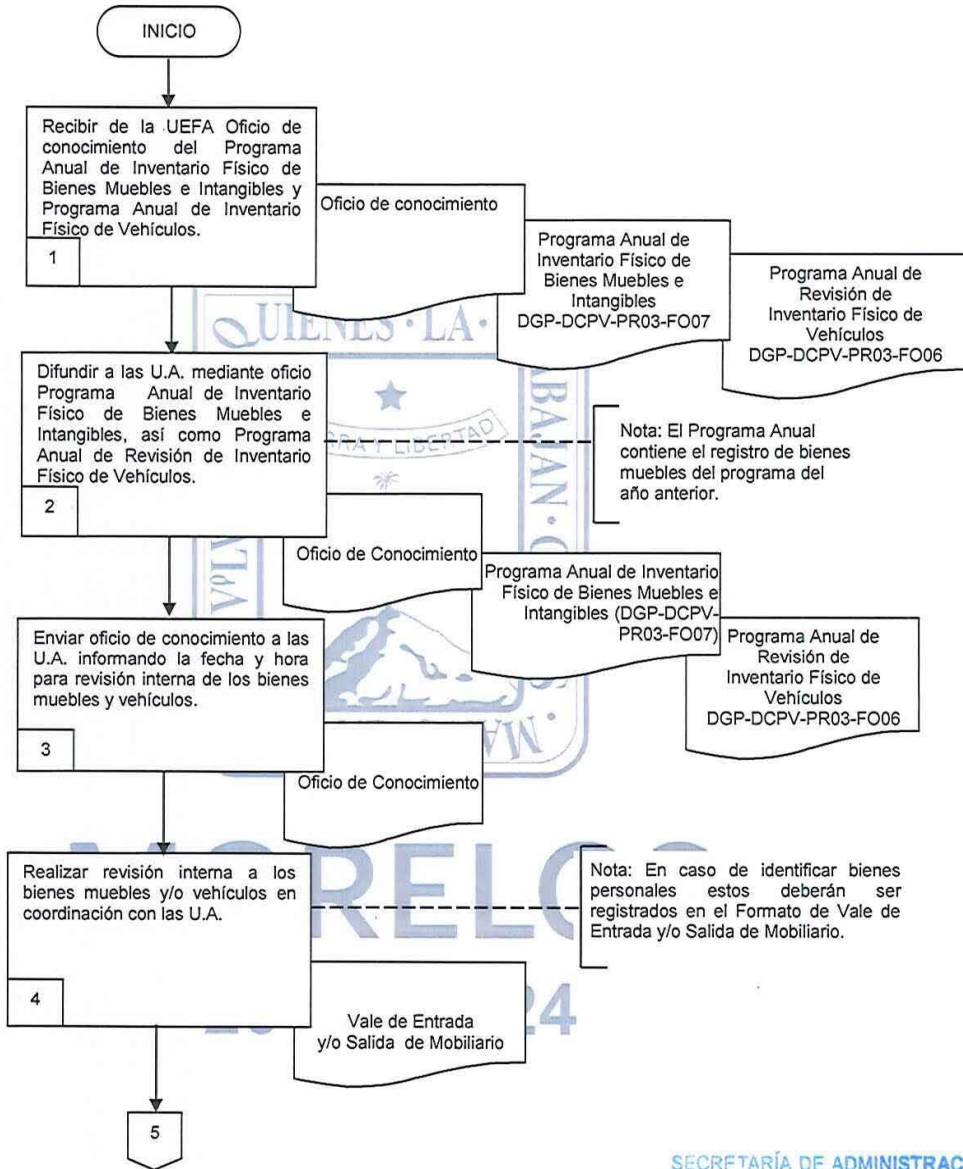 INICIO
Recibir de la UEFA Oficio de
conocimiento del Programa
Anual de Inventario Físico de
Bienes Muebles e Intangibles y
Programa Anual de Inventario
Físico de Vehículos.
1
Oficio de conocimiento
Programa Anual de
Inventario Físico de
Bienes Muebles e
Intangibles
DGP-DCPV-PR03-FO07
Programa Anual de
Revisión de
Inventario Físico de
Vehículos
DGP-DCPV-PR03-FO06
QUIENES · LA ·
TRABAJAN ·
RRA Y LIBERTAD
Difundir a las U.A. mediante oficio
Programa Anual de Inventario
Físico de Bienes Muebles e
Intangibles, así como Programa
Anual de Revisión de Inventario
Físico de Vehículos.
2
Nota: El Programa Anual
contiene el registro de bienes
muebles del programa del
año anterior.
Oficio de Conocimiento
Programa Anual de Inventario
Físico de Bienes Muebles e
Intangibles (DGP-DCPV-
PR03-FO07)
Programa Anual de
Revisión de
Inventario Físico de
Vehículos
DGP-DCPV-PR03-FO06
Enviar oficio de conocimiento a las
U.A. informando la fecha y hora
para revisión interna de los bienes
muebles y vehículos.
3
Oficio de Conocimiento
Realizar revisión interna a los
bienes muebles y/o vehículos en
coordinación con las U.A.
4
Nota: En caso de identificar bienes
personales estos deberán ser
registrados en el Formato de Vale de
Entrada y/o Salida de Mobiliario.
Vale de Entrada
y/o Salida de Mobiliario
5
SECRETARÍA DE ADMINISTRAC